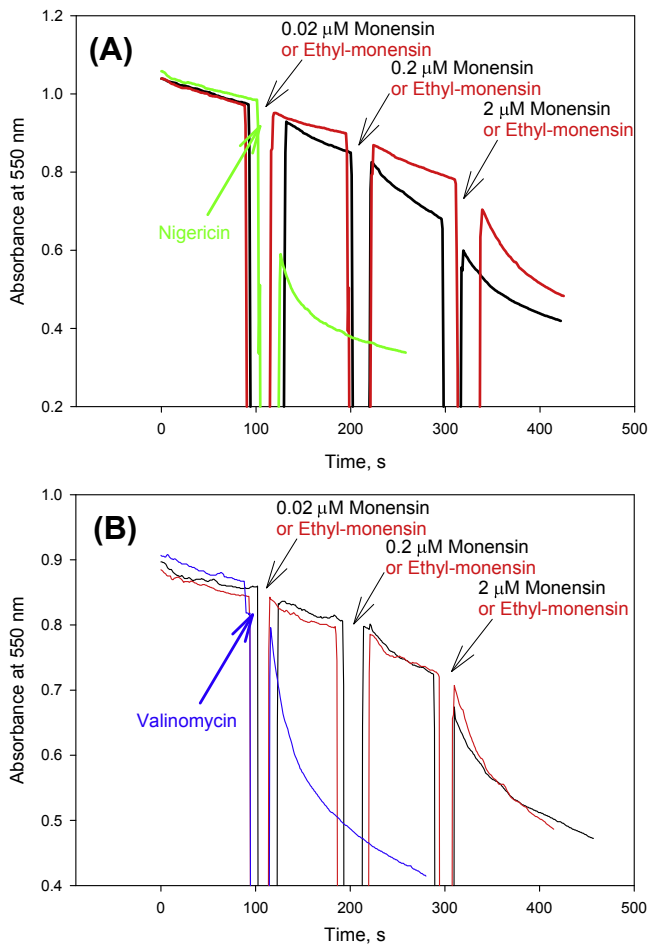 (A)
0.02 μM Monensin
or Ethyl-monensin
0.2 μM Monensin
or Ethyl-monensin
2 μM Monensin
or Ethyl-monensin
Nigericin
Absorbance at 550 nm
1.2
1.0
0.8
0.6
0.4
0.2
0
100
200
300
400
500
Time, s
(B)
0.02 μM Monensin
or Ethyl-monensin
0.2 μM Monensin
or Ethyl-monensin
2 μM Monensin
or Ethyl-monensin
Valinomycin
Absorbance at 550 nm
1.0
0.9
0.8
0.7
0.6
0.5
0.4
0
100
200
300
400
500
Time, s